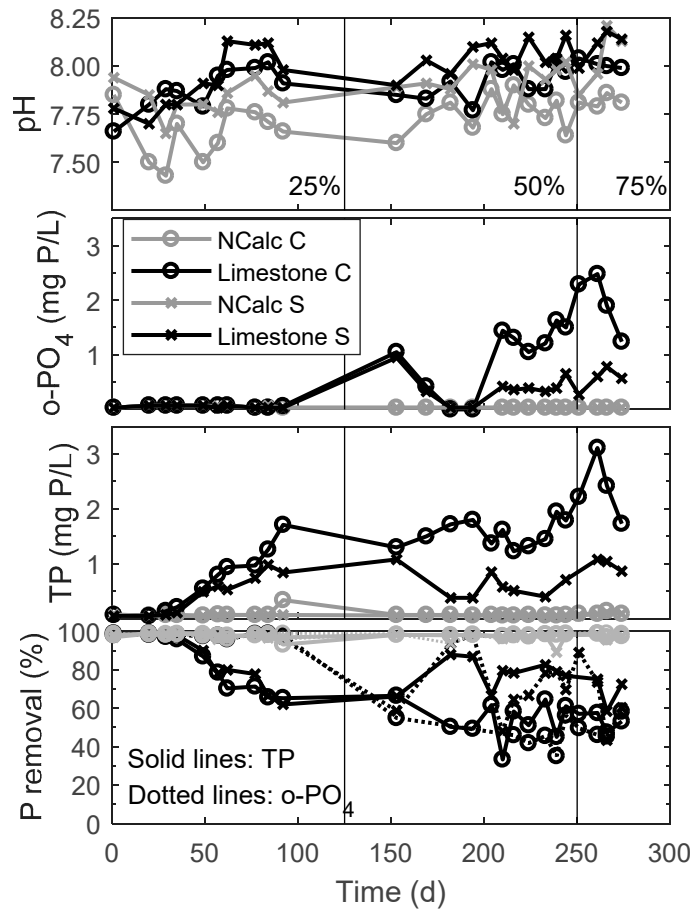 8.25
8.00
7.75
7.50
pH
25%
50%
75%
3
2
1
0
o-PO4 (mg P/L)
NCalc C
Limestone C
NCalc S
Limestone S
3
2
1
0
TP (mg P/L)
100
80
60
40
20
0
P removal (%)
Solid lines: TP
Dotted lines: o-PO4
0
50
100
150
200
250
300
Time (d)